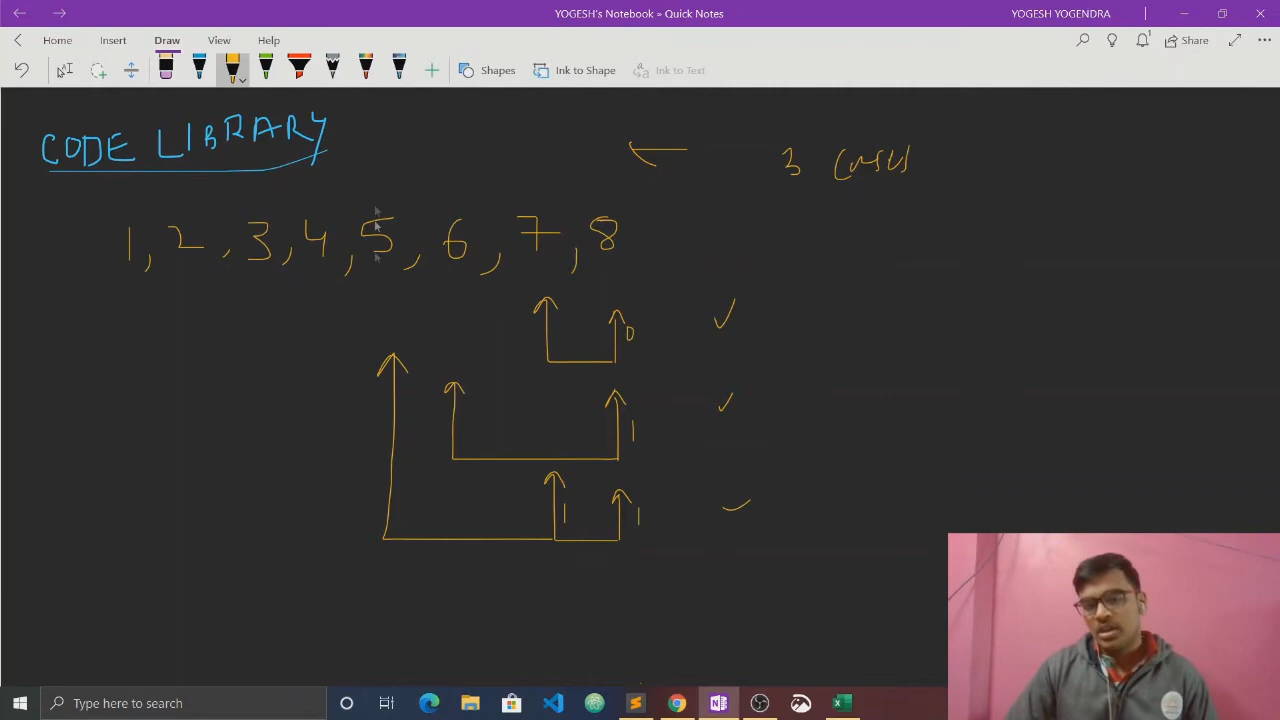 YOGESH's Notebook » Quick Notes
YOGESH YOGENDRA
Home Insert Draw View Help
Share
Shapes Ink to Shape Ink to Text
CODE LIBRARY
3 cases
1, 2, 3, 4, 5, 6, 7, 8
0
1
1 1
Type here to search